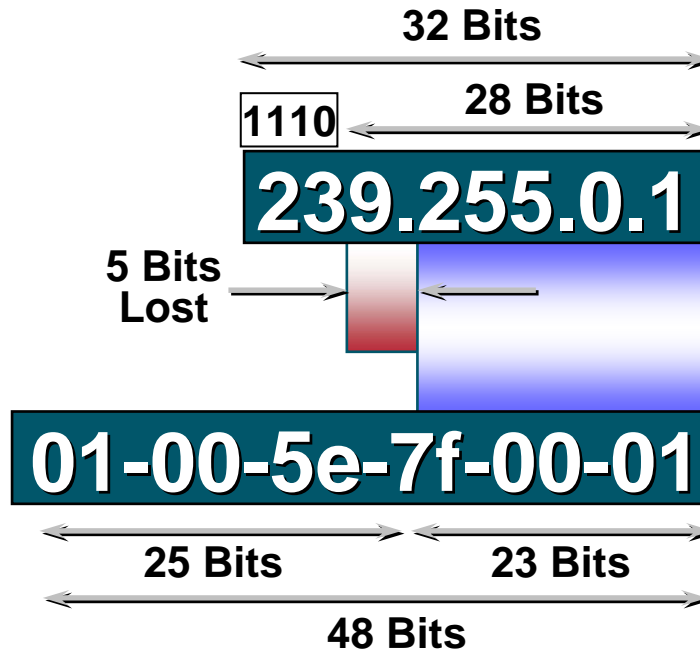 32 Bits
28 Bits
1110
239.255.0.1
5 Bits
Lost
01-00-5e-7f-00-01
25 Bits
23 Bits
48 Bits